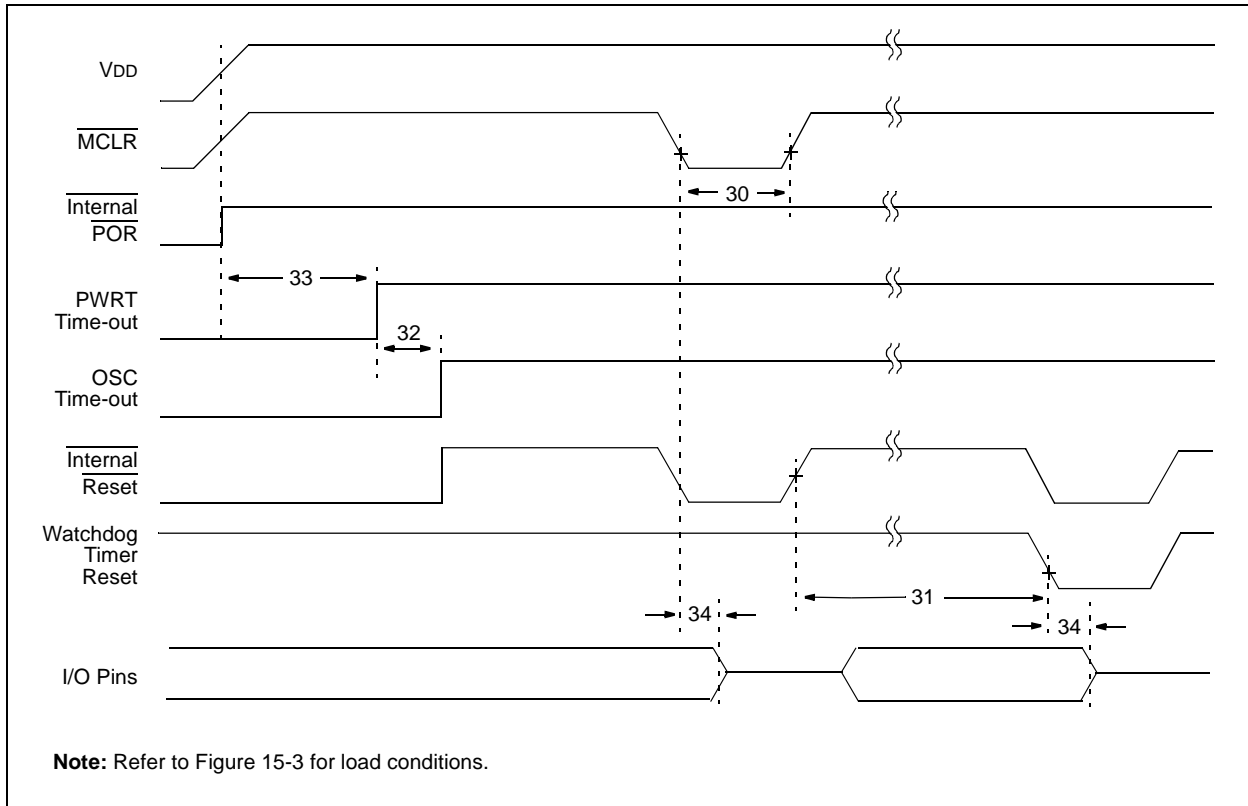 VDD
MCLR
Internal
POR
PWRT
Time-out
OSC
Time-out
Internal
Reset
Watchdog
Timer
Reset
I/O Pins
30
33
32
31
34
34
Note: Refer to Figure 15-3 for load conditions.